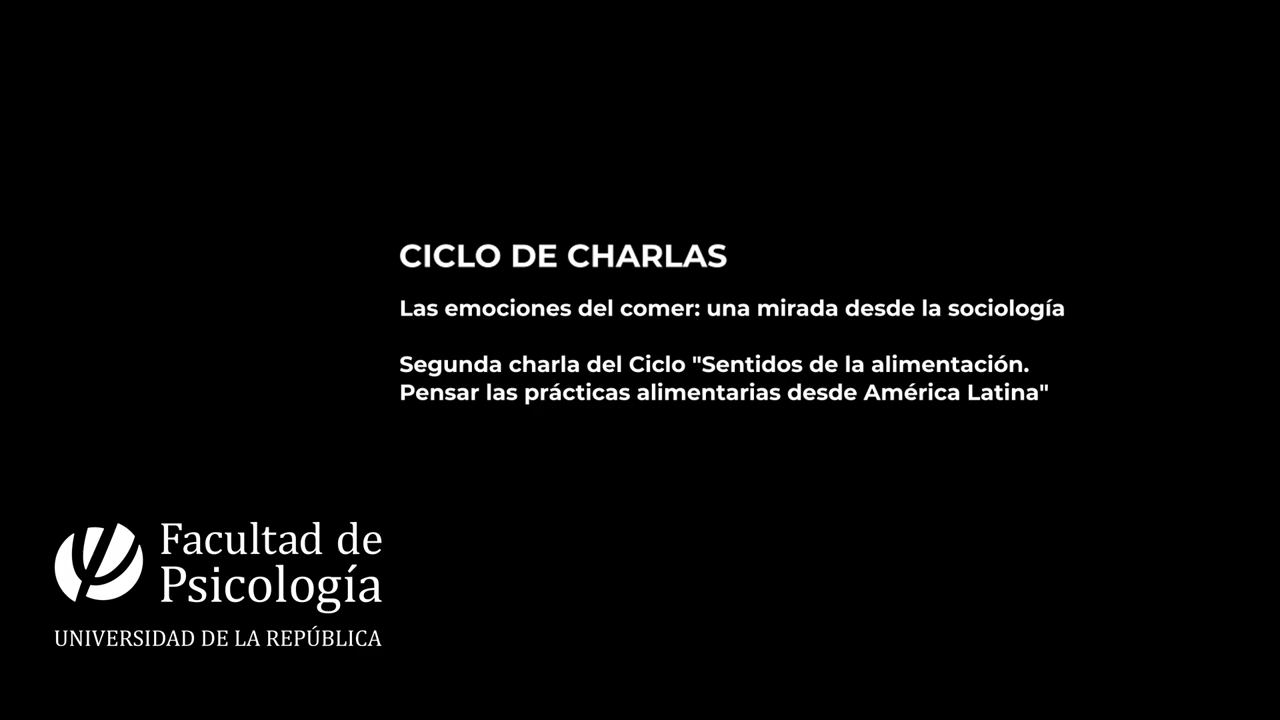 CICLO DE CHARLAS
Las emociones del comer: una mirada desde la sociología
Segunda charla del Ciclo "Sentidos de la alimentación.
Pensar las prácticas alimentarias desde América Latina"
Facultad de
Psicología
UNIVERSIDAD DE LA REPÚBLICA